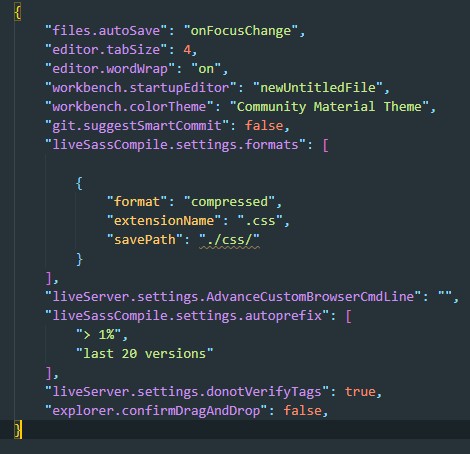 {
"files.autoSave": "onFocusChange",
"editor.tabSize": 4,
"editor.wordWrap": "on",
"workbench.startupEditor": "newUntitledFile",
"workbench.colorTheme": "Community Material Theme",
"git.suggestSmartCommit": false,
"liveSassCompile.settings.formats": [
{
"format": "compressed",
"extensionName": ".css",
"savePath": "./css/"
}
],
"liveServer.settings.AdvanceCustomBrowserCmdLine": "",
"liveSassCompile.settings.autoprefix": [
"> 1%",
"last 20 versions"
],
"liveServer.settings.donotVerifyTags": true,
"explorer.confirmDragAndDrop": false,
}